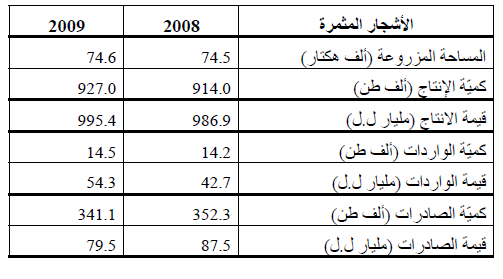 الأشجار المثمرة 2008 2009
المساحة المزروعة (ألف هكتار) 74.5 74.6
كميّة الإنتاج (ألف طن) 914.0 927.0
قيمة الانتاج (مليار ل.ل) 986.9 995.4
كميّة الواردات (ألف طن) 14.2 14.5
قيمة الواردات (مليار ل.ل) 42.7 54.3
كميّة الصادرات (ألف طن) 352.3 341.1
قيمة الصادرات (مليار ل.ل) 87.5 79.5